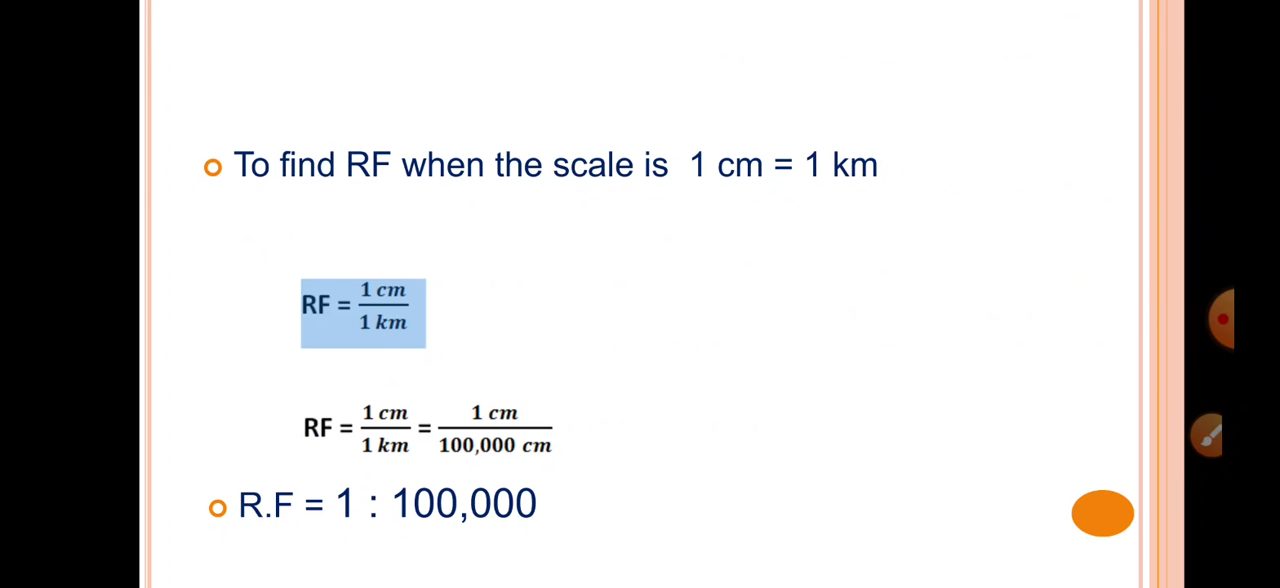 To find RF when the scale is 1 cm = 1 km
RF = 1 cm / 1 km
RF = 1 cm / 1 km = 1 cm / 100,000 cm
R.F = 1 : 100,000